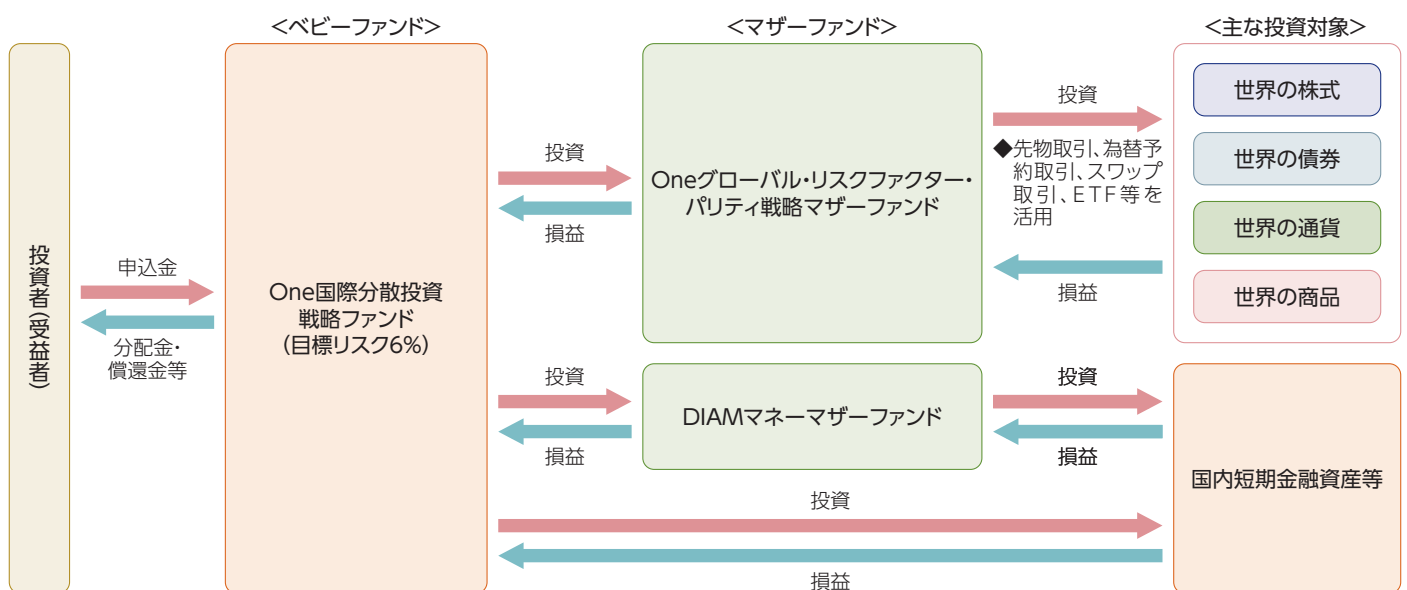 <ベビーファンド>
<マザーファンド>
<主な投資対象>
投資者(受益者)
申込金
分配金・
償還金等
One国際分散投資
戦略ファンド
(目標リスク6%)
投資
損益
Oneグローバル・リスクファクター・
パリティ戦略マザーファンド
投資
◆先物取引、為替予
約取引、スワップ
取引、ETF等を
活用
損益
世界の株式
世界の債券
世界の通貨
世界の商品
投資
損益
DIAMマネーマザーファンド
投資
損益
国内短期金融資産等
投資
損益